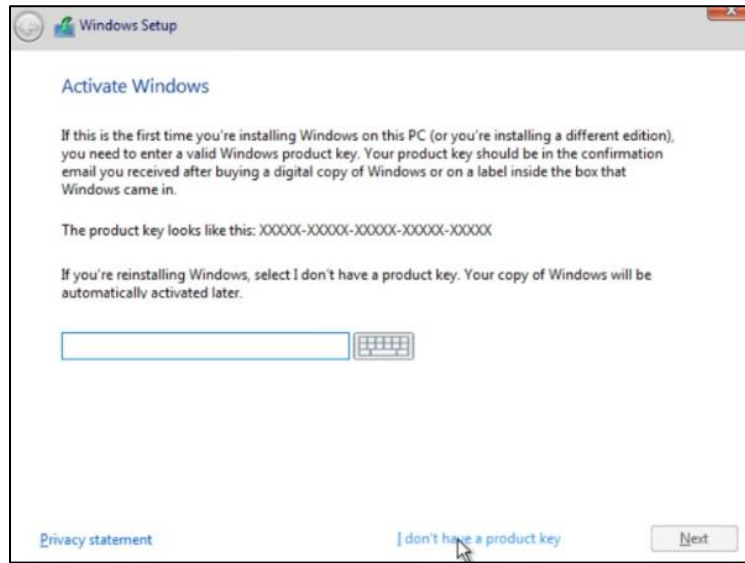 Windows Setup
Activate Windows
If this is the first time you're installing Windows on this PC (or you're installing a different edition),
you need to enter a valid Windows product key. Your product key should be in the confirmation
email you received after buying a digital copy of Windows or on a label inside the box that
Windows came in.
The product key looks like this: XXXXX-XXXXX-XXXXX-XXXXX-XXXXX
If you're reinstalling Windows, select I don't have a product key. Your copy of Windows will be
automatically activated later.
Privacy statement
I don't have a product key
Next